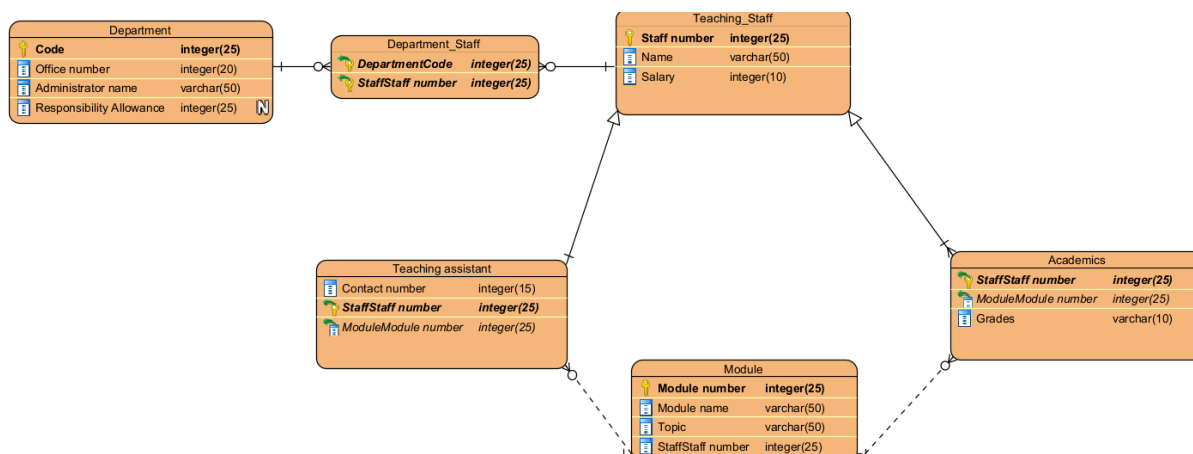 Department
Code integer(25)
Office number integer(20)
Administrator name varchar(50)
Responsibility Allowance integer(25) N
Department_Staff
DepartmentCode integer(25)
StaffStaff number integer(25)
Teaching_Staff
Staff number integer(25)
Name varchar(50)
Salary integer(10)
Teaching assistant
Contact number integer(15)
StaffStaff number integer(25)
ModuleModule number integer(25)
Academics
StaffStaff number integer(25)
ModuleModule number integer(25)
Grades varchar(10)
Module
Module number integer(25)
Module name varchar(50)
Topic varchar(50)
StaffStaff number integer(25)